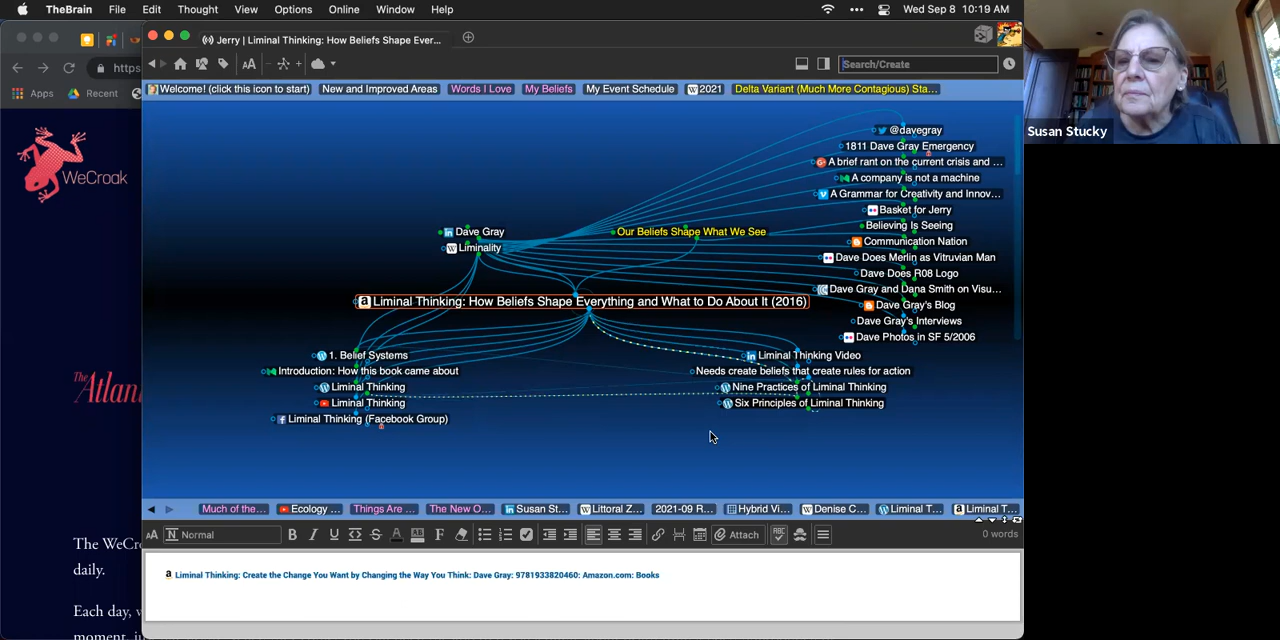 TheBrain File Edit Thought View Options Online Window Help Wed Sep 8 10:19 AM
Jerry | Liminal Thinking: How Beliefs Shape Ever...
https
Search/Create
Apps Recent
Welcome! (click this icon to start) New and Improved Areas Words I Love My Beliefs My Event Schedule 2021 Delta Variant (Much More Contagious) Sta...
Susan Stucky
WeCroak
@davegray
1811 Dave Gray Emergency
A brief rant on the current crisis and ...
A company is not a machine
A Grammar for Creativity and Innov...
Basket for Jerry
Believing Is Seeing
Dave Gray
Our Beliefs Shape What We See
Communication Nation
Liminality
Dave Does Merlin as Vitruvian Man
Dave Does R08 Logo
Dave Gray and Dana Smith on Visu...
Liminal Thinking: How Beliefs Shape Everything and What to Do About It (2016)
Dave Gray's Blog
Dave Gray's Interviews
Dave Photos in SF 5/2006
1. Belief Systems
Liminal Thinking Video
Introduction: How this book came about
Needs create beliefs that create rules for action
The
Atlan
Liminal Thinking
Nine Practices of Liminal Thinking
Liminal Thinking
Six Principles of Liminal Thinking
Liminal Thinking (Facebook Group)
Much of the... Ecology ... Things Are ... The New O... Susan St... Littoral Z... 2021-09 R... Hybrid Vi... Denise C... Liminal T... Liminal T...
Normal Attach 0 words
The WeCro
daily.
Liminal Thinking: Create the Change You Want by Changing the Way You Think: Dave Gray: 9781933820460: Amazon.com: Books
Each day, w
moment, in